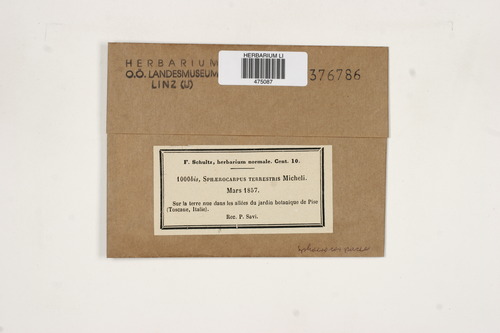 HERBARIUM
O.Ö. LANDESMUSEUM
LINZ (LI)
HERBARIUM LI
475087
376786
F. Schultz, herbarium normale. Cent. 10.
1000bis, SPHÆROCARPUS TERRESTRIS Micheli.
Mars 1857.
Sur la terre nue dans les allées du jardin botanique de Pise
(Toscane, Italie).
Rec. P. Savi.